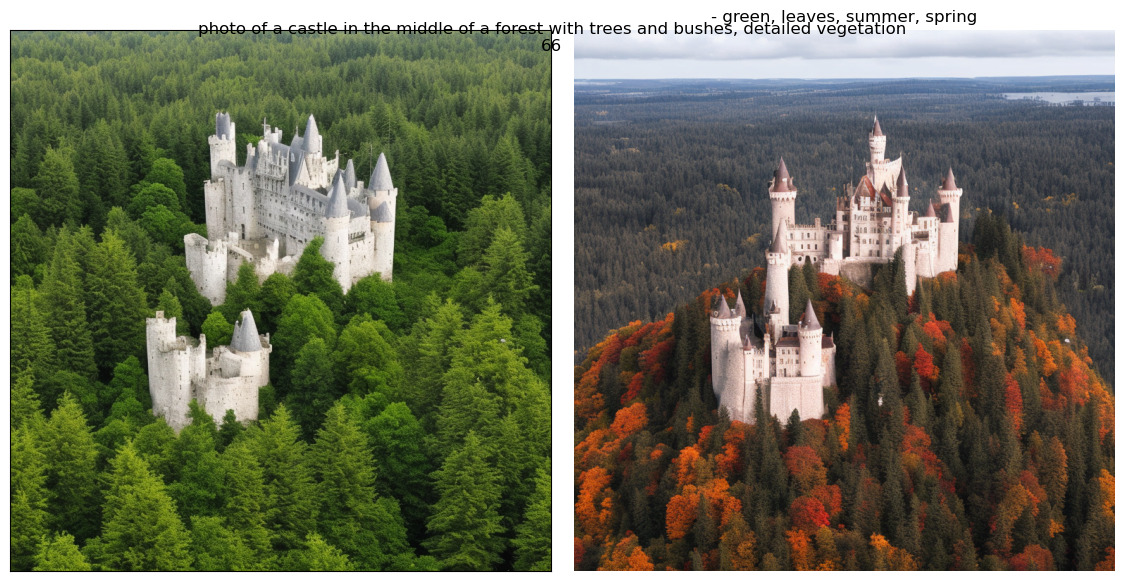 - green, leaves, summer, spring
photo of a castle in the middle of a forest with trees and bushes, detailed vegetation
66